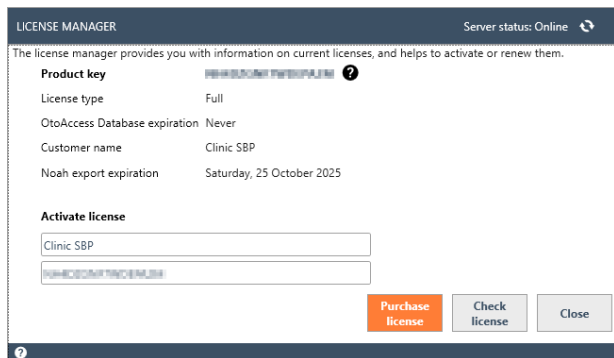 LICENSE MANAGER Server status: Online
The license manager provides you with information on current licenses, and helps to activate or renew them.
Product key
License type Full
OtoAccess Database expiration Never
Customer name Clinic SBP
Noah export expiration Saturday, 25 October 2025
Activate license
Clinic SBP
Purchase license
Check license
Close